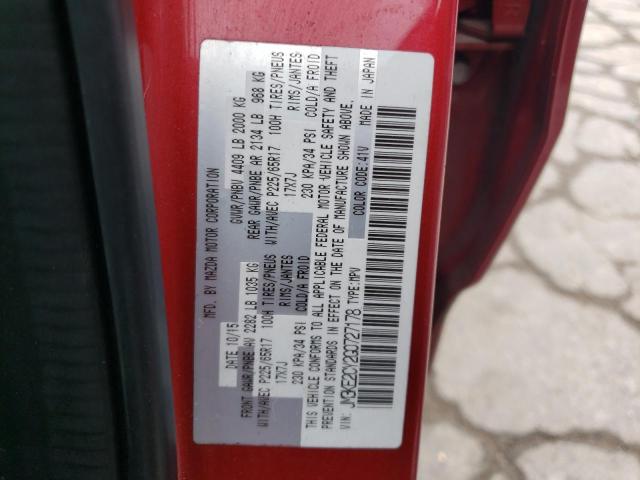 MFD. BY MAZDA MOTOR CORPORATION
DATE 10/15 GVWR/PNBV 4409 LB 2000 KG
FRONT GAWR/PNBE AV 2282 LB 1035 KG REAR GAWR/PNBE AR 2134 LB 968 KG
WITH/AVEC P225/65R17 100H TIRES/PNEUS WITH/AVEC P225/65R17 100H TIRES/PNEUS
17X7J RIMS/JANTES 17X7J RIMS/JANTES
230 KPA/34 PSI COLD/A FROID 230 KPA/34 PSI COLD/A FROID
THIS VEHICLE CONFORMS TO ALL APPLICABLE FEDERAL MOTOR VEHICLE SAFETY AND THEFT
PREVENTION STANDARDS IN EFFECT ON THE DATE OF MANUFACTURE SHOWN ABOVE.
VIN: JM3KE2CY2G0727178 TYPE:MPV COLOR CODE:41V MADE IN JAPAN